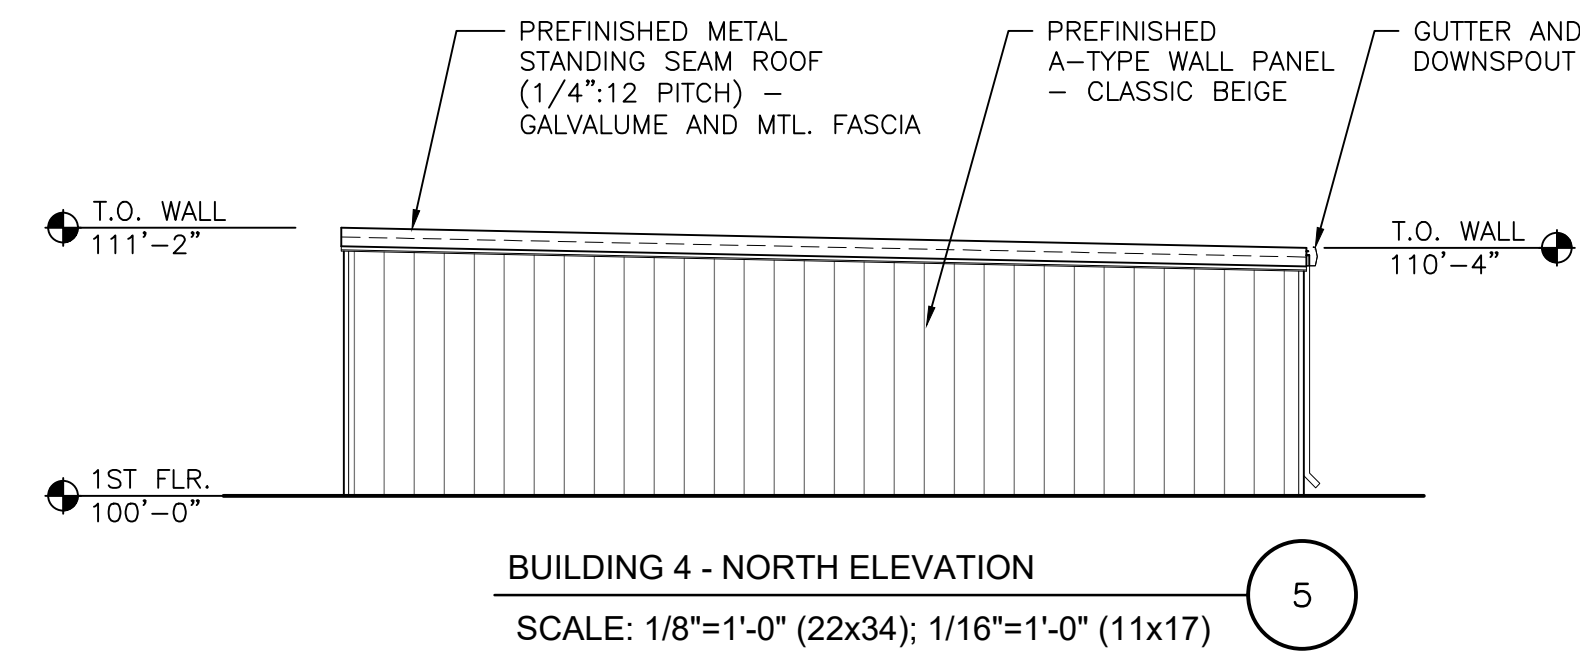 PREFINISHED METAL
STANDING SEAM ROOF
(1/4":12 PITCH) –
GALVALUME AND MTL. FASCIA
PREFINISHED
A–TYPE WALL PANEL
– CLASSIC BEIGE
GUTTER AND
DOWNSPOUT
T.O. WALL
111'–2"
T.O. WALL
110'–4"
1ST FLR.
100'–0"
BUILDING 4 - NORTH ELEVATION
5
SCALE: 1/8"=1'-0" (22x34); 1/16"=1'-0" (11x17)